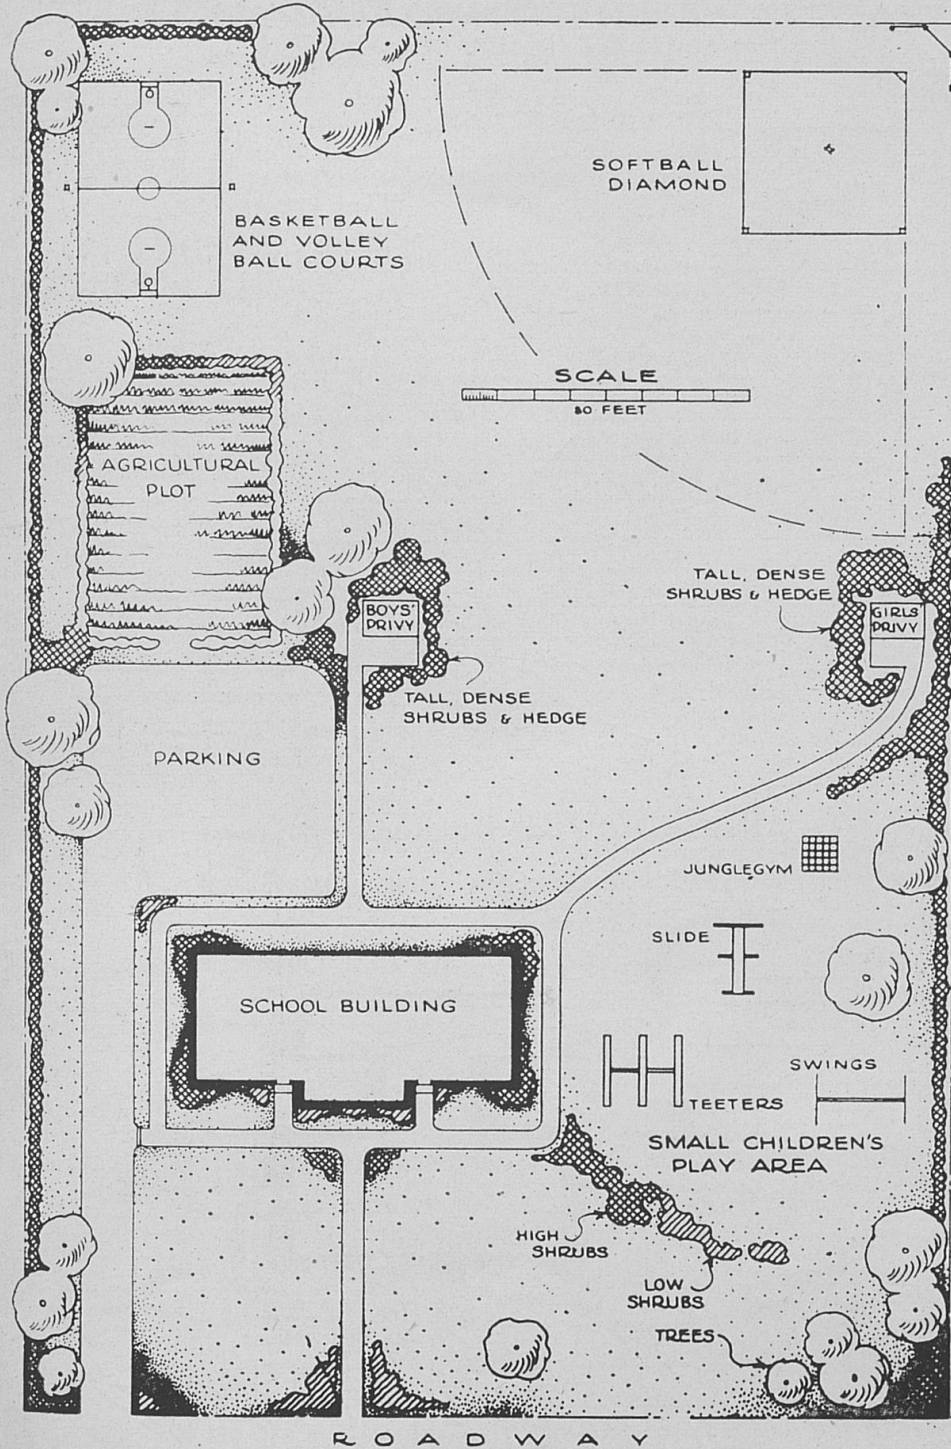 SOFTBALL
DIAMOND
BASKETBALL
AND VOLLEY
BALL COURTS
SCALE
80 FEET
AGRICULTURAL
PLOT
TALL, DENSE
SHRUBS & HEDGE
BOYS'
PRIVY
GIRLS'
PRIVY
TALL, DENSE
SHRUBS & HEDGE
PARKING
JUNGLEGYM
SLIDE
SCHOOL BUILDING
SWINGS
TEETERS
SMALL CHILDREN'S
PLAY AREA
HIGH
SHRUBS
LOW
SHRUBS
TREES
ROADWAY